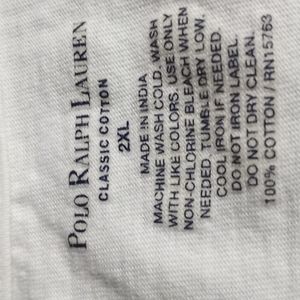 POLO RALPH LAUREN
CLASSIC COTTON
2XL
MADE IN INDIA
MACHINE WASH COLD. WASH
WITH LIKE COLORS. USE ONLY
NON-CHLORINE BLEACH WHEN
NEEDED. TUMBLE DRY LOW.
COOL IRON IF NEEDED.
DO NOT IRON LABEL.
DO NOT DRY CLEAN.
100% COTTON / RN15763